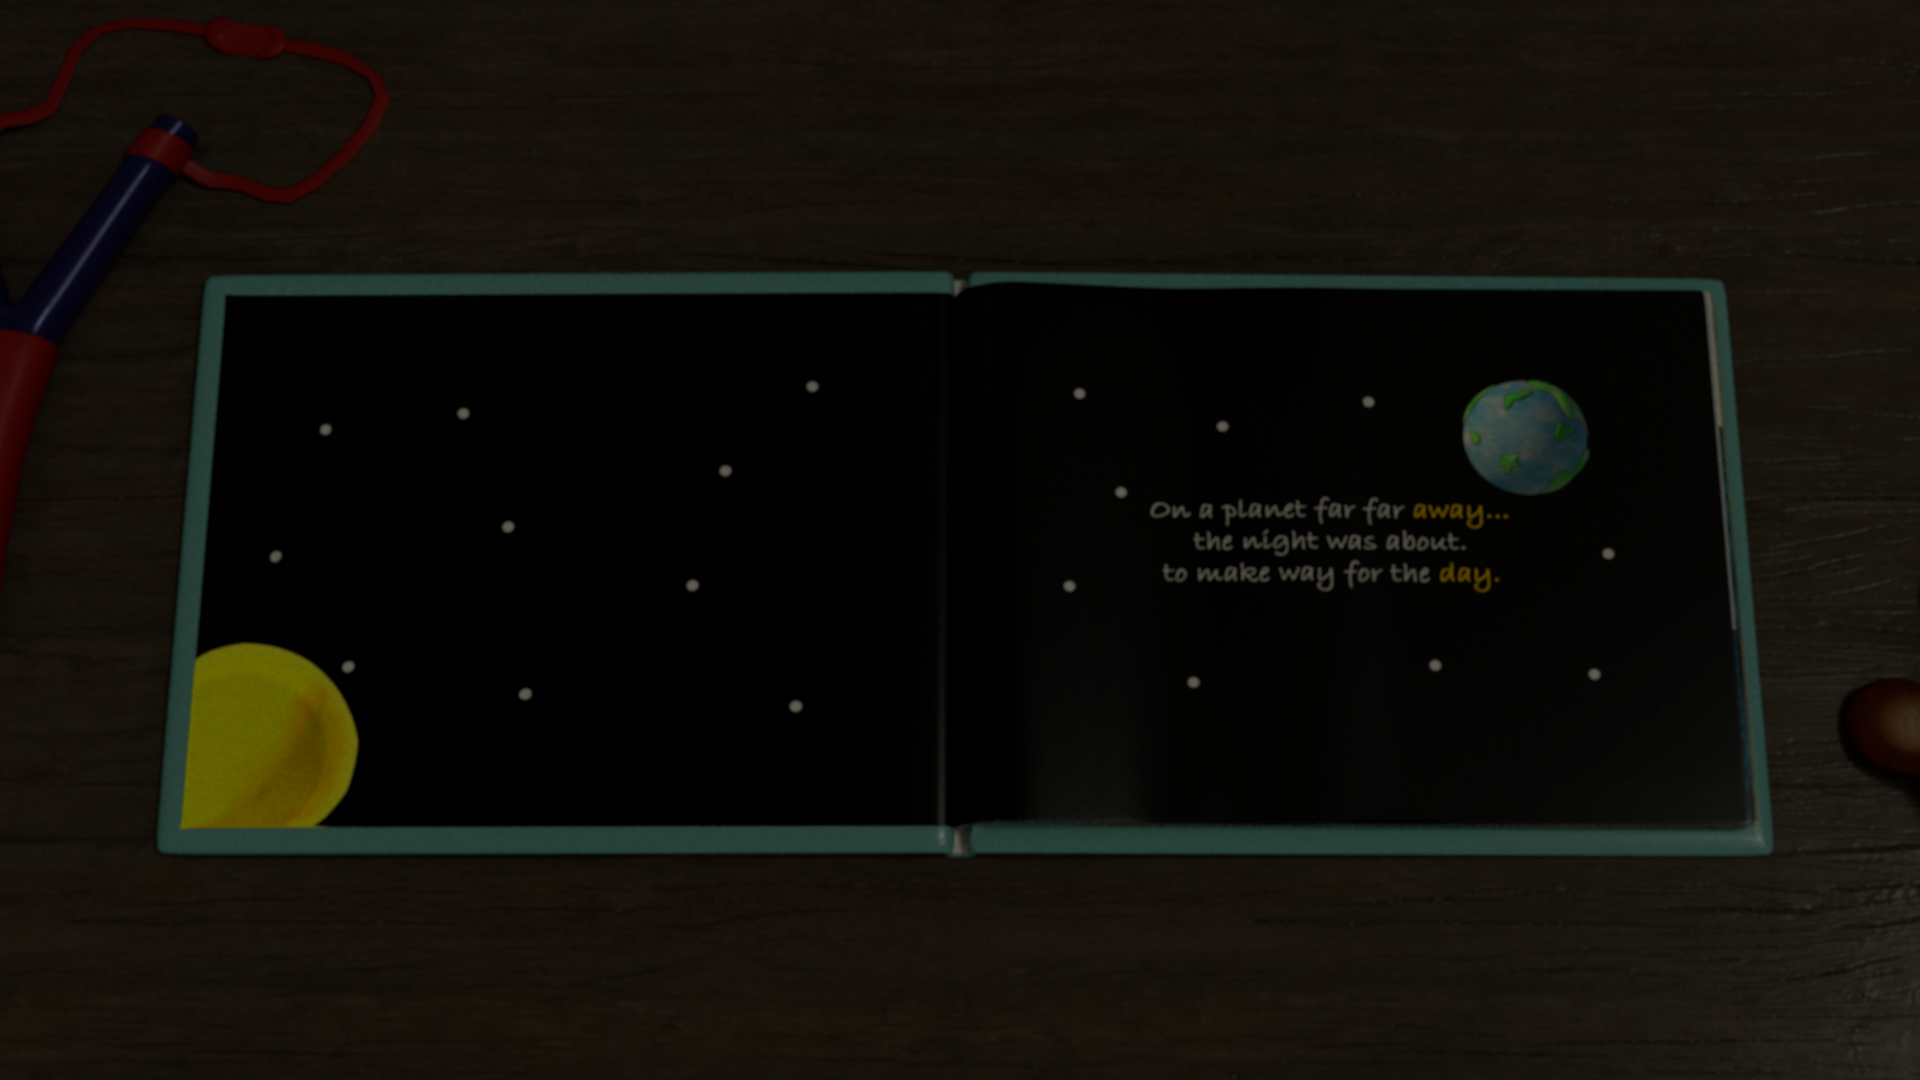 On a planet far far away...
the night was about.
to make way for the day.